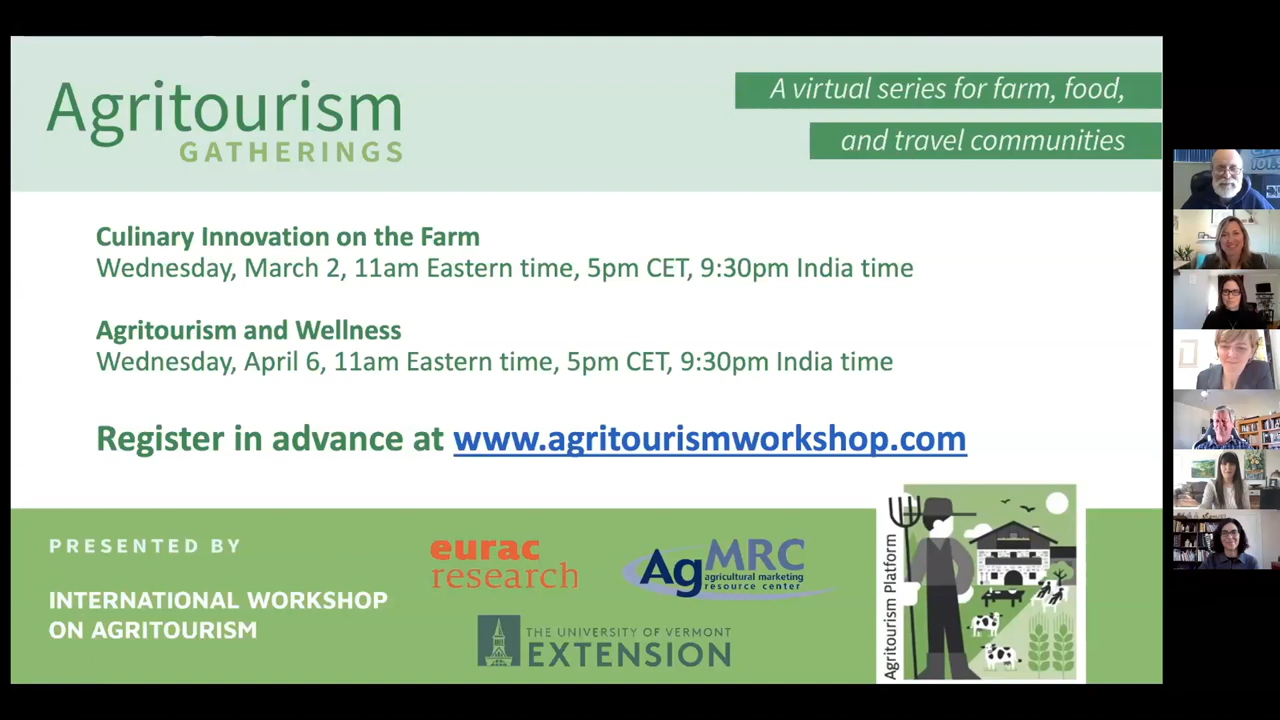 Agritourism
GATHERINGS
A virtual series for farm, food,
and travel communities
Culinary Innovation on the Farm
Wednesday, March 2, 11am Eastern time, 5pm CET, 9:30pm India time
Agritourism and Wellness
Wednesday, April 6, 11am Eastern time, 5pm CET, 9:30pm India time
Register in advance at www.agritourismworkshop.com
PRESENTED BY
INTERNATIONAL WORKSHOP
ON AGRITOURISM
eurac
research
AgMRC
agricultural marketing
resource center
THE UNIVERSITY OF VERMONT
EXTENSION
Agritourism Platform